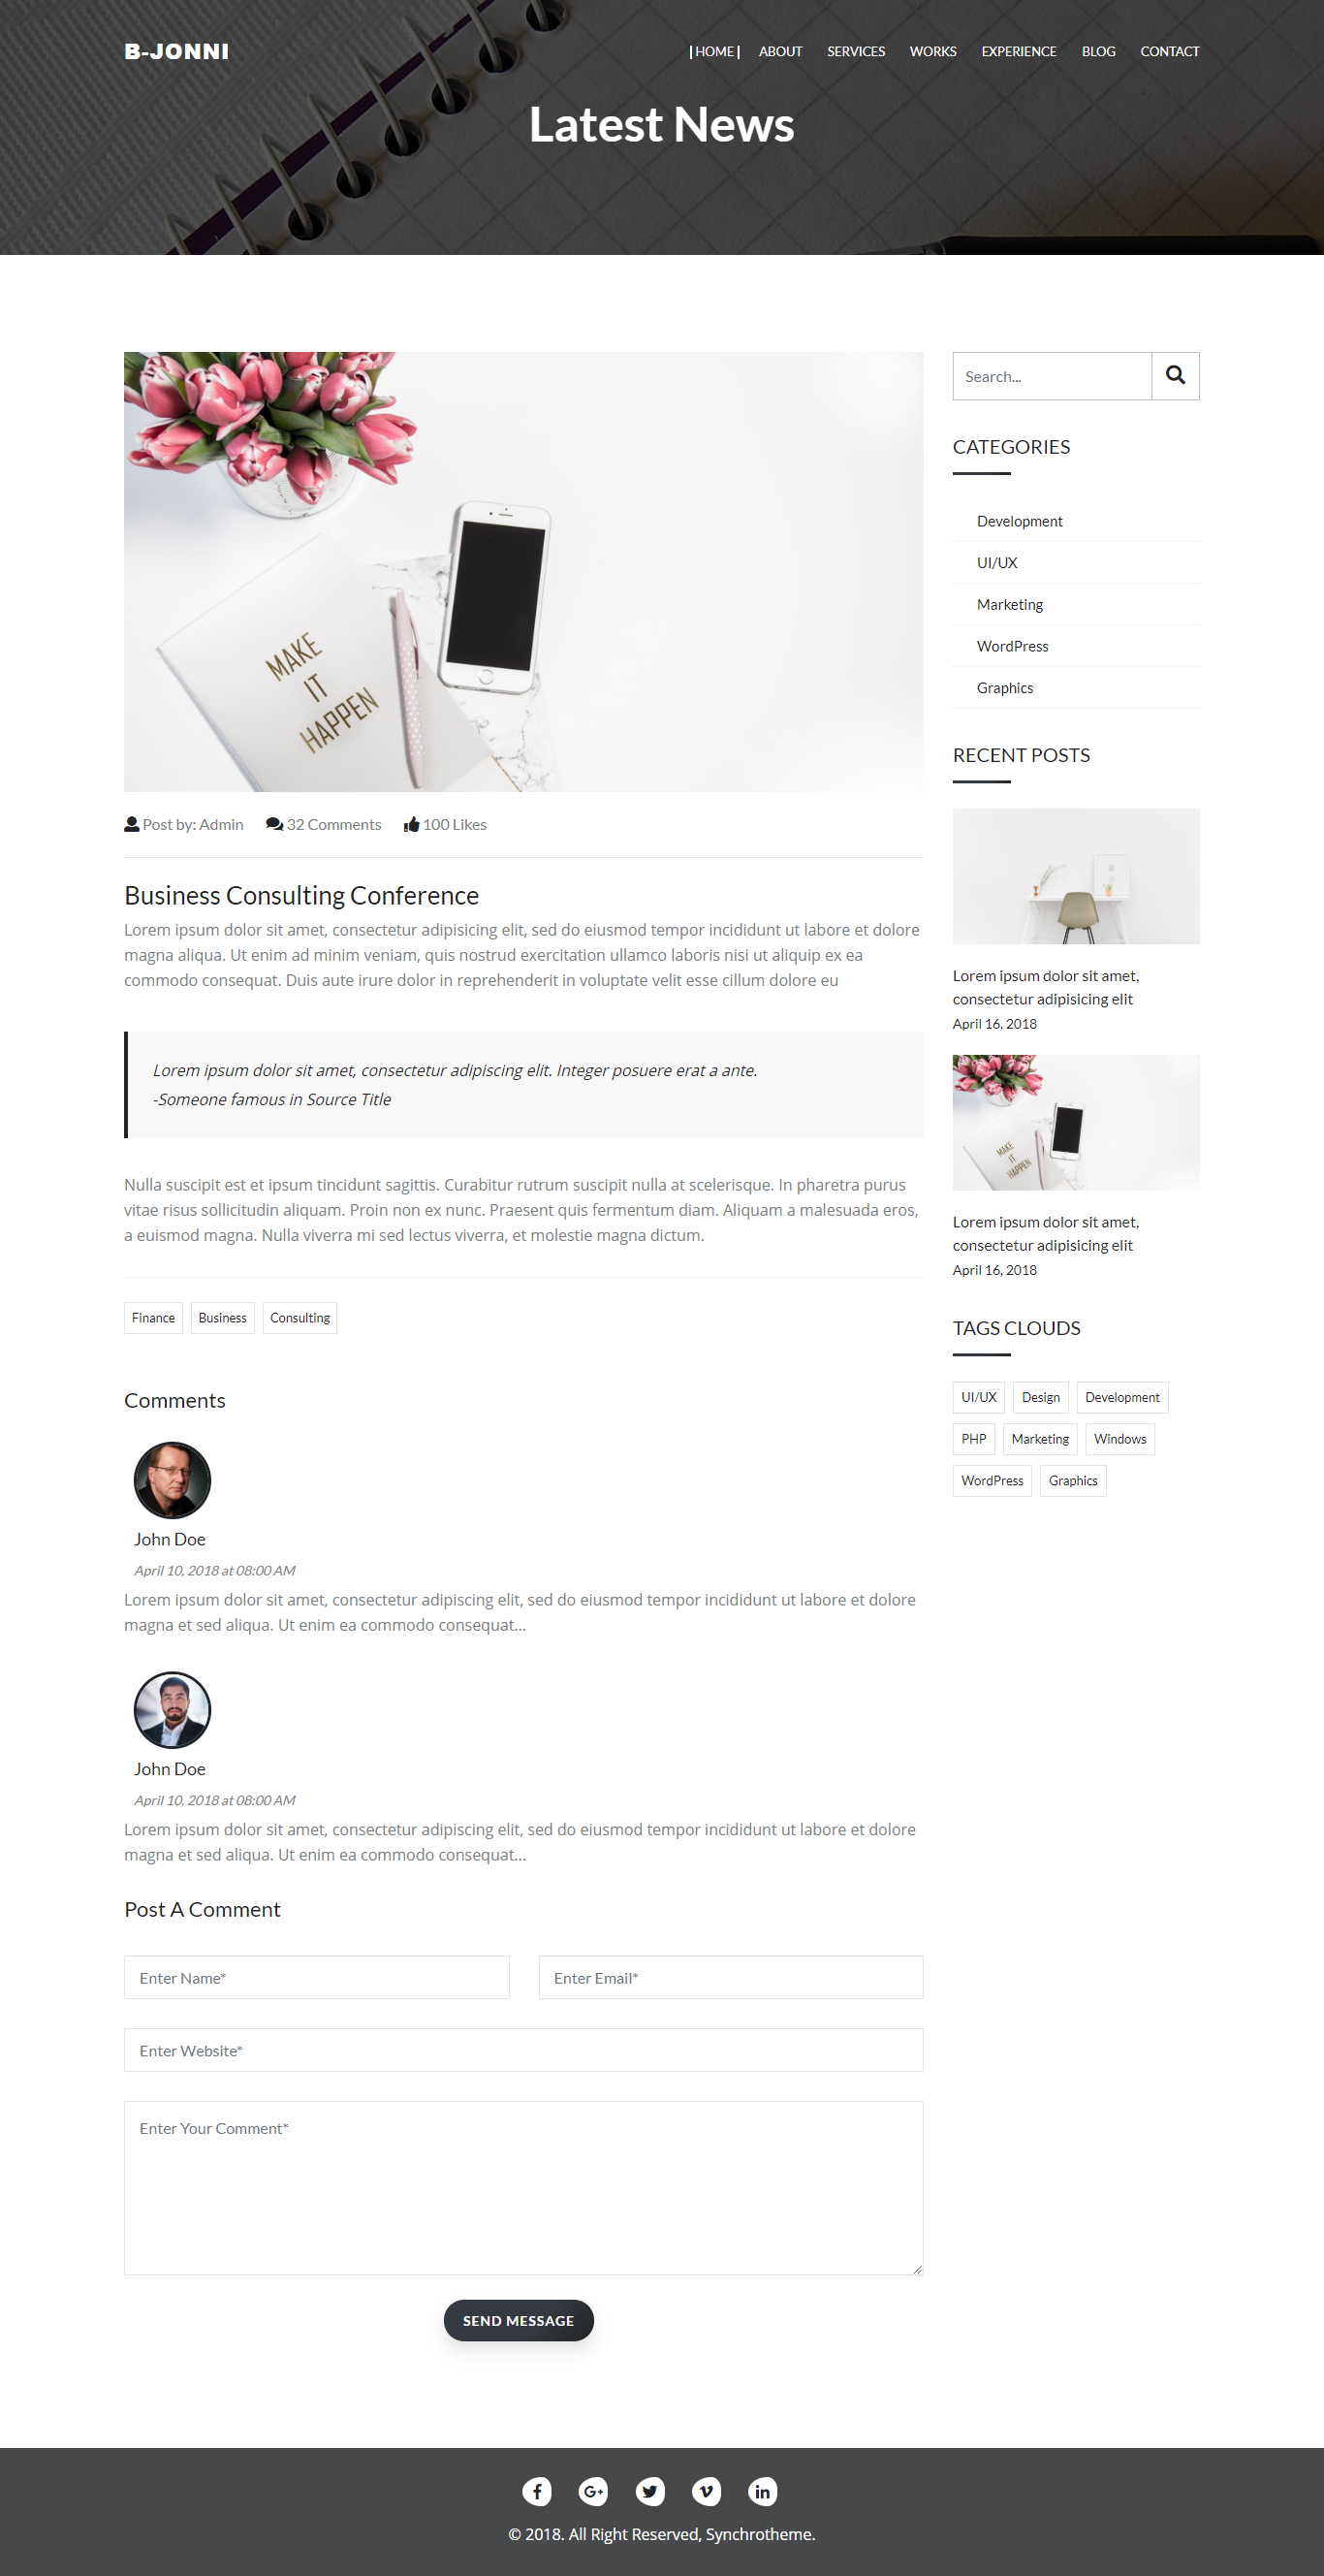 B-JONNI
HOME ABOUT SERVICES WORKS EXPERIENCE BLOG CONTACT
Latest News
MAKE
IT
HAPPEN
Post by: Admin 32 Comments 100 Likes
Business Consulting Conference
Lorem ipsum dolor sit amet, consectetur adipisicing elit, sed do eiusmod tempor incididunt ut labore et dolore
magna aliqua. Ut enim ad minim veniam, quis nostrud exercitation ullamco laboris nisi ut aliquip ex ea
commodo consequat. Duis aute irure dolor in reprehenderit in voluptate velit esse cillum dolore eu
Lorem ipsum dolor sit amet, consectetur adipiscing elit. Integer posuere erat a ante.
-Someone famous in Source Title
Nulla suscipit est et ipsum tincidunt sagittis. Curabitur rutrum suscipit nulla at scelerisque. In pharetra purus
vitae risus sollicitudin aliquam. Proin non ex nunc. Praesent quis fermentum diam. Aliquam a malesuada eros,
a euismod magna. Nulla viverra mi sed lectus viverra, et molestie magna dictum.
Finance Business Consulting
Comments
John Doe
April 10, 2018 at 08:00 AM
Lorem ipsum dolor sit amet, consectetur adipiscing elit, sed do eiusmod tempor incididunt ut labore et dolore
magna et sed aliqua. Ut enim ea commodo consequat...
John Doe
April 10, 2018 at 08:00 AM
Lorem ipsum dolor sit amet, consectetur adipiscing elit, sed do eiusmod tempor incididunt ut labore et dolore
magna et sed aliqua. Ut enim ea commodo consequat...
Post A Comment
Enter Name* Enter Email*
Enter Website*
Enter Your Comment*
SEND MESSAGE
Search...
CATEGORIES
Development
UI/UX
Marketing
WordPress
Graphics
RECENT POSTS
Lorem ipsum dolor sit amet,
consectetur adipisicing elit
April 16, 2018
MAKE
IT
HAPPEN
Lorem ipsum dolor sit amet,
consectetur adipisicing elit
April 16, 2018
TAGS CLOUDS
UI/UX Design Development
PHP Marketing Windows
WordPress Graphics
© 2018. All Right Reserved, Synchrotheme.